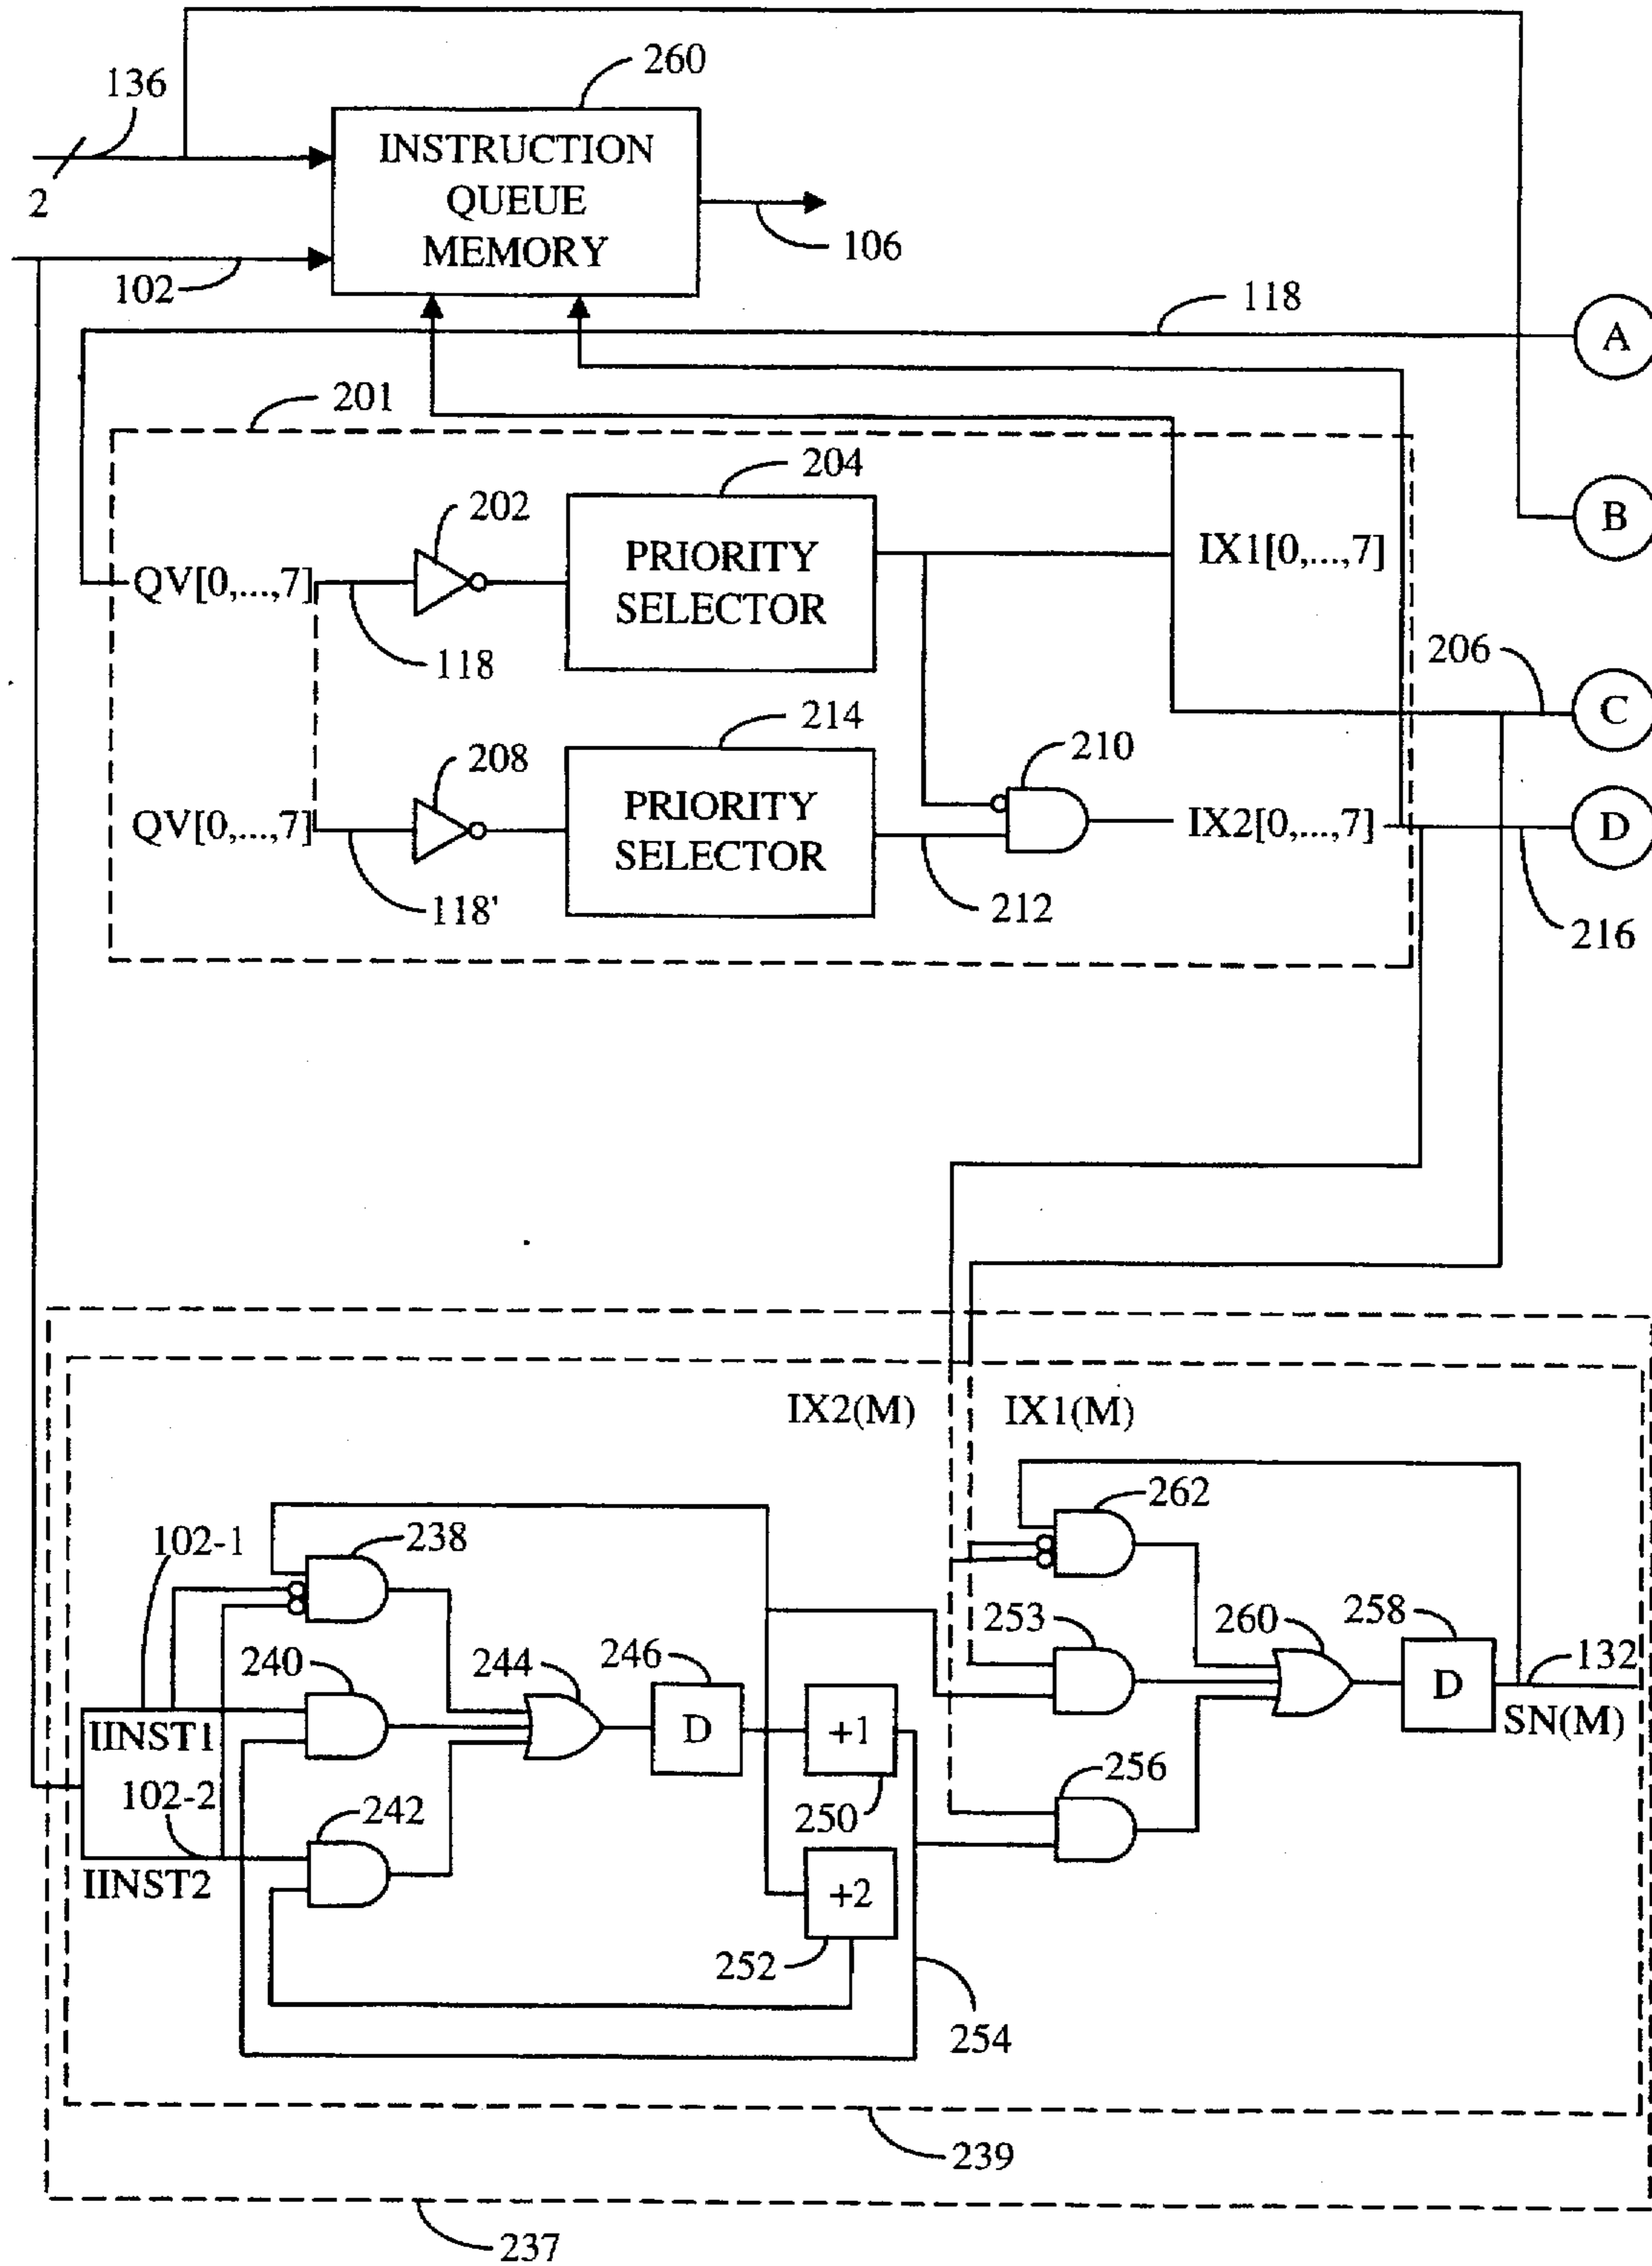 260
136
INSTRUCTION
QUEUE
MEMORY
2
106
102
118
A
201
204
B
202
PRIORITY
SELECTOR
IX1[0,...,7]
QV[0,...,7]
118
206
C
214
210
208
PRIORITY
SELECTOR
QV[0,...,7]
IX2[0,...,7]
D
118'
212
216
IX2(M)
IX1(M)
262
102-1
238
253
258
260
240
244
246
132
D
D
+1
IINST1
SN(M)
256
102-2
242
250
IINST2
+2
252
254
239
237